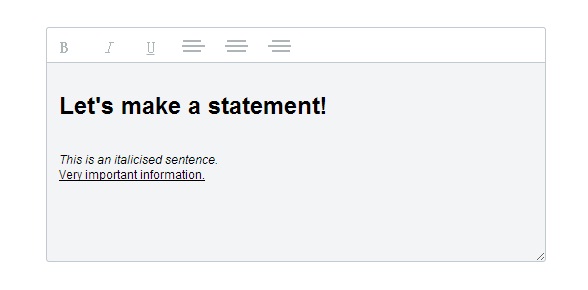 B I U
Let's make a statement!
This is an italicised sentence.
Very important information.